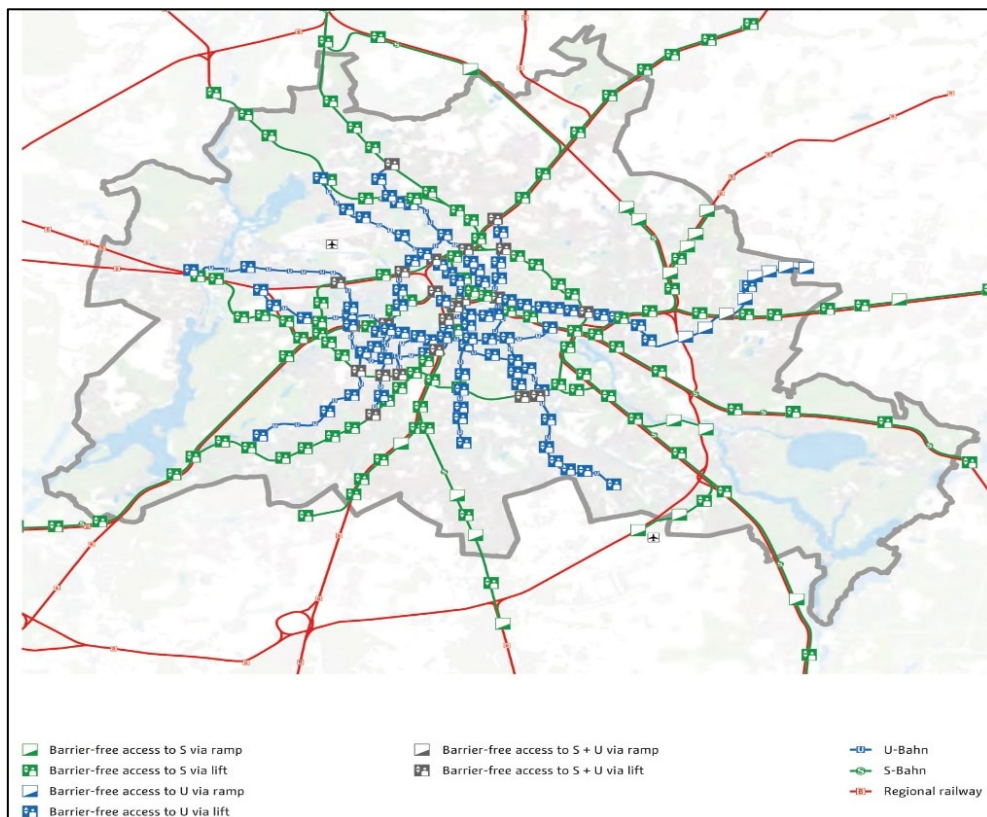 Barrier-free access to S via ramp
Barrier-free access to S via lift
Barrier-free access to U via ramp
Barrier-free access to U via lift
Barrier-free access to S + U via ramp
Barrier-free access to S + U via lift
U U-Bahn
S S-Bahn
R Regional railway